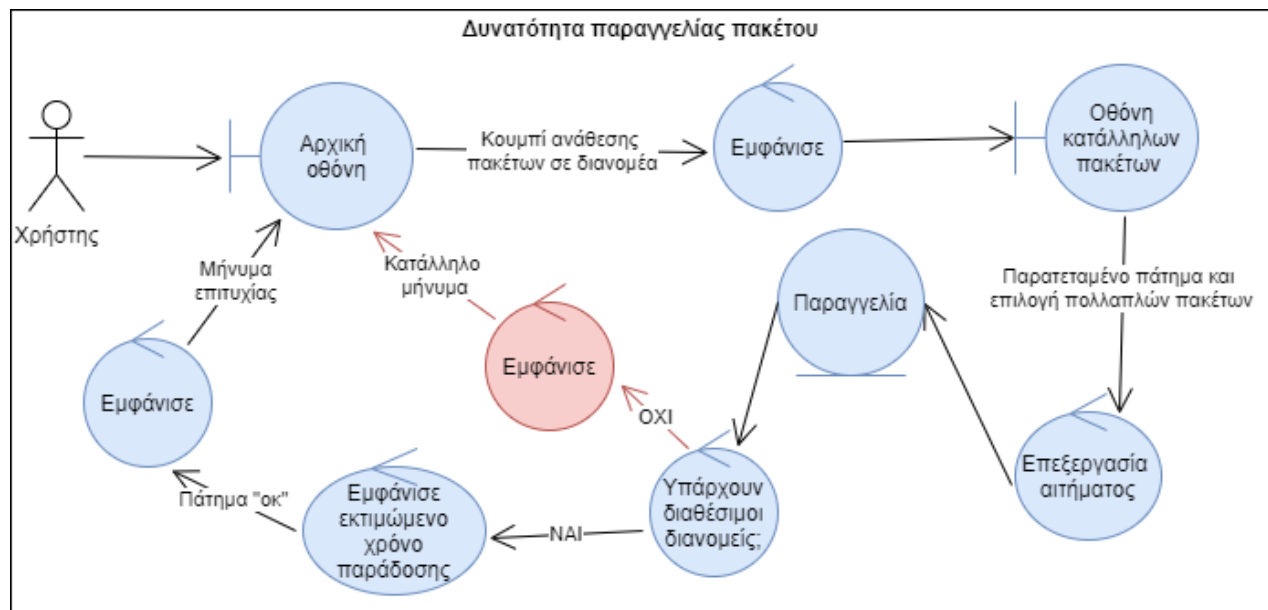 Δυνατότητα παραγγελίας πακέτου
Χρήστης
Αρχική
οθόνη
Κουμπί ανάθεσης
πακέτων σε διανομέα
Εμφάνισε
Οθόνη
κατάλληλων
πακέτων
Παρατεταμένο πάτημα και
επιλογή πολλαπλών πακέτων
Επεξεργασία
αιτήματος
Παραγγελία
Υπάρχουν
διαθέσιμοι
διανομείς;
ΟΧΙ
Εμφάνισε
Κατάλληλο
μήνυμα
ΝΑΙ
Εμφάνισε
εκτιμώμενο
χρόνο
παράδοσης
Πάτημα "οκ"
Εμφάνισε
Μήνυμα
επιτυχίας